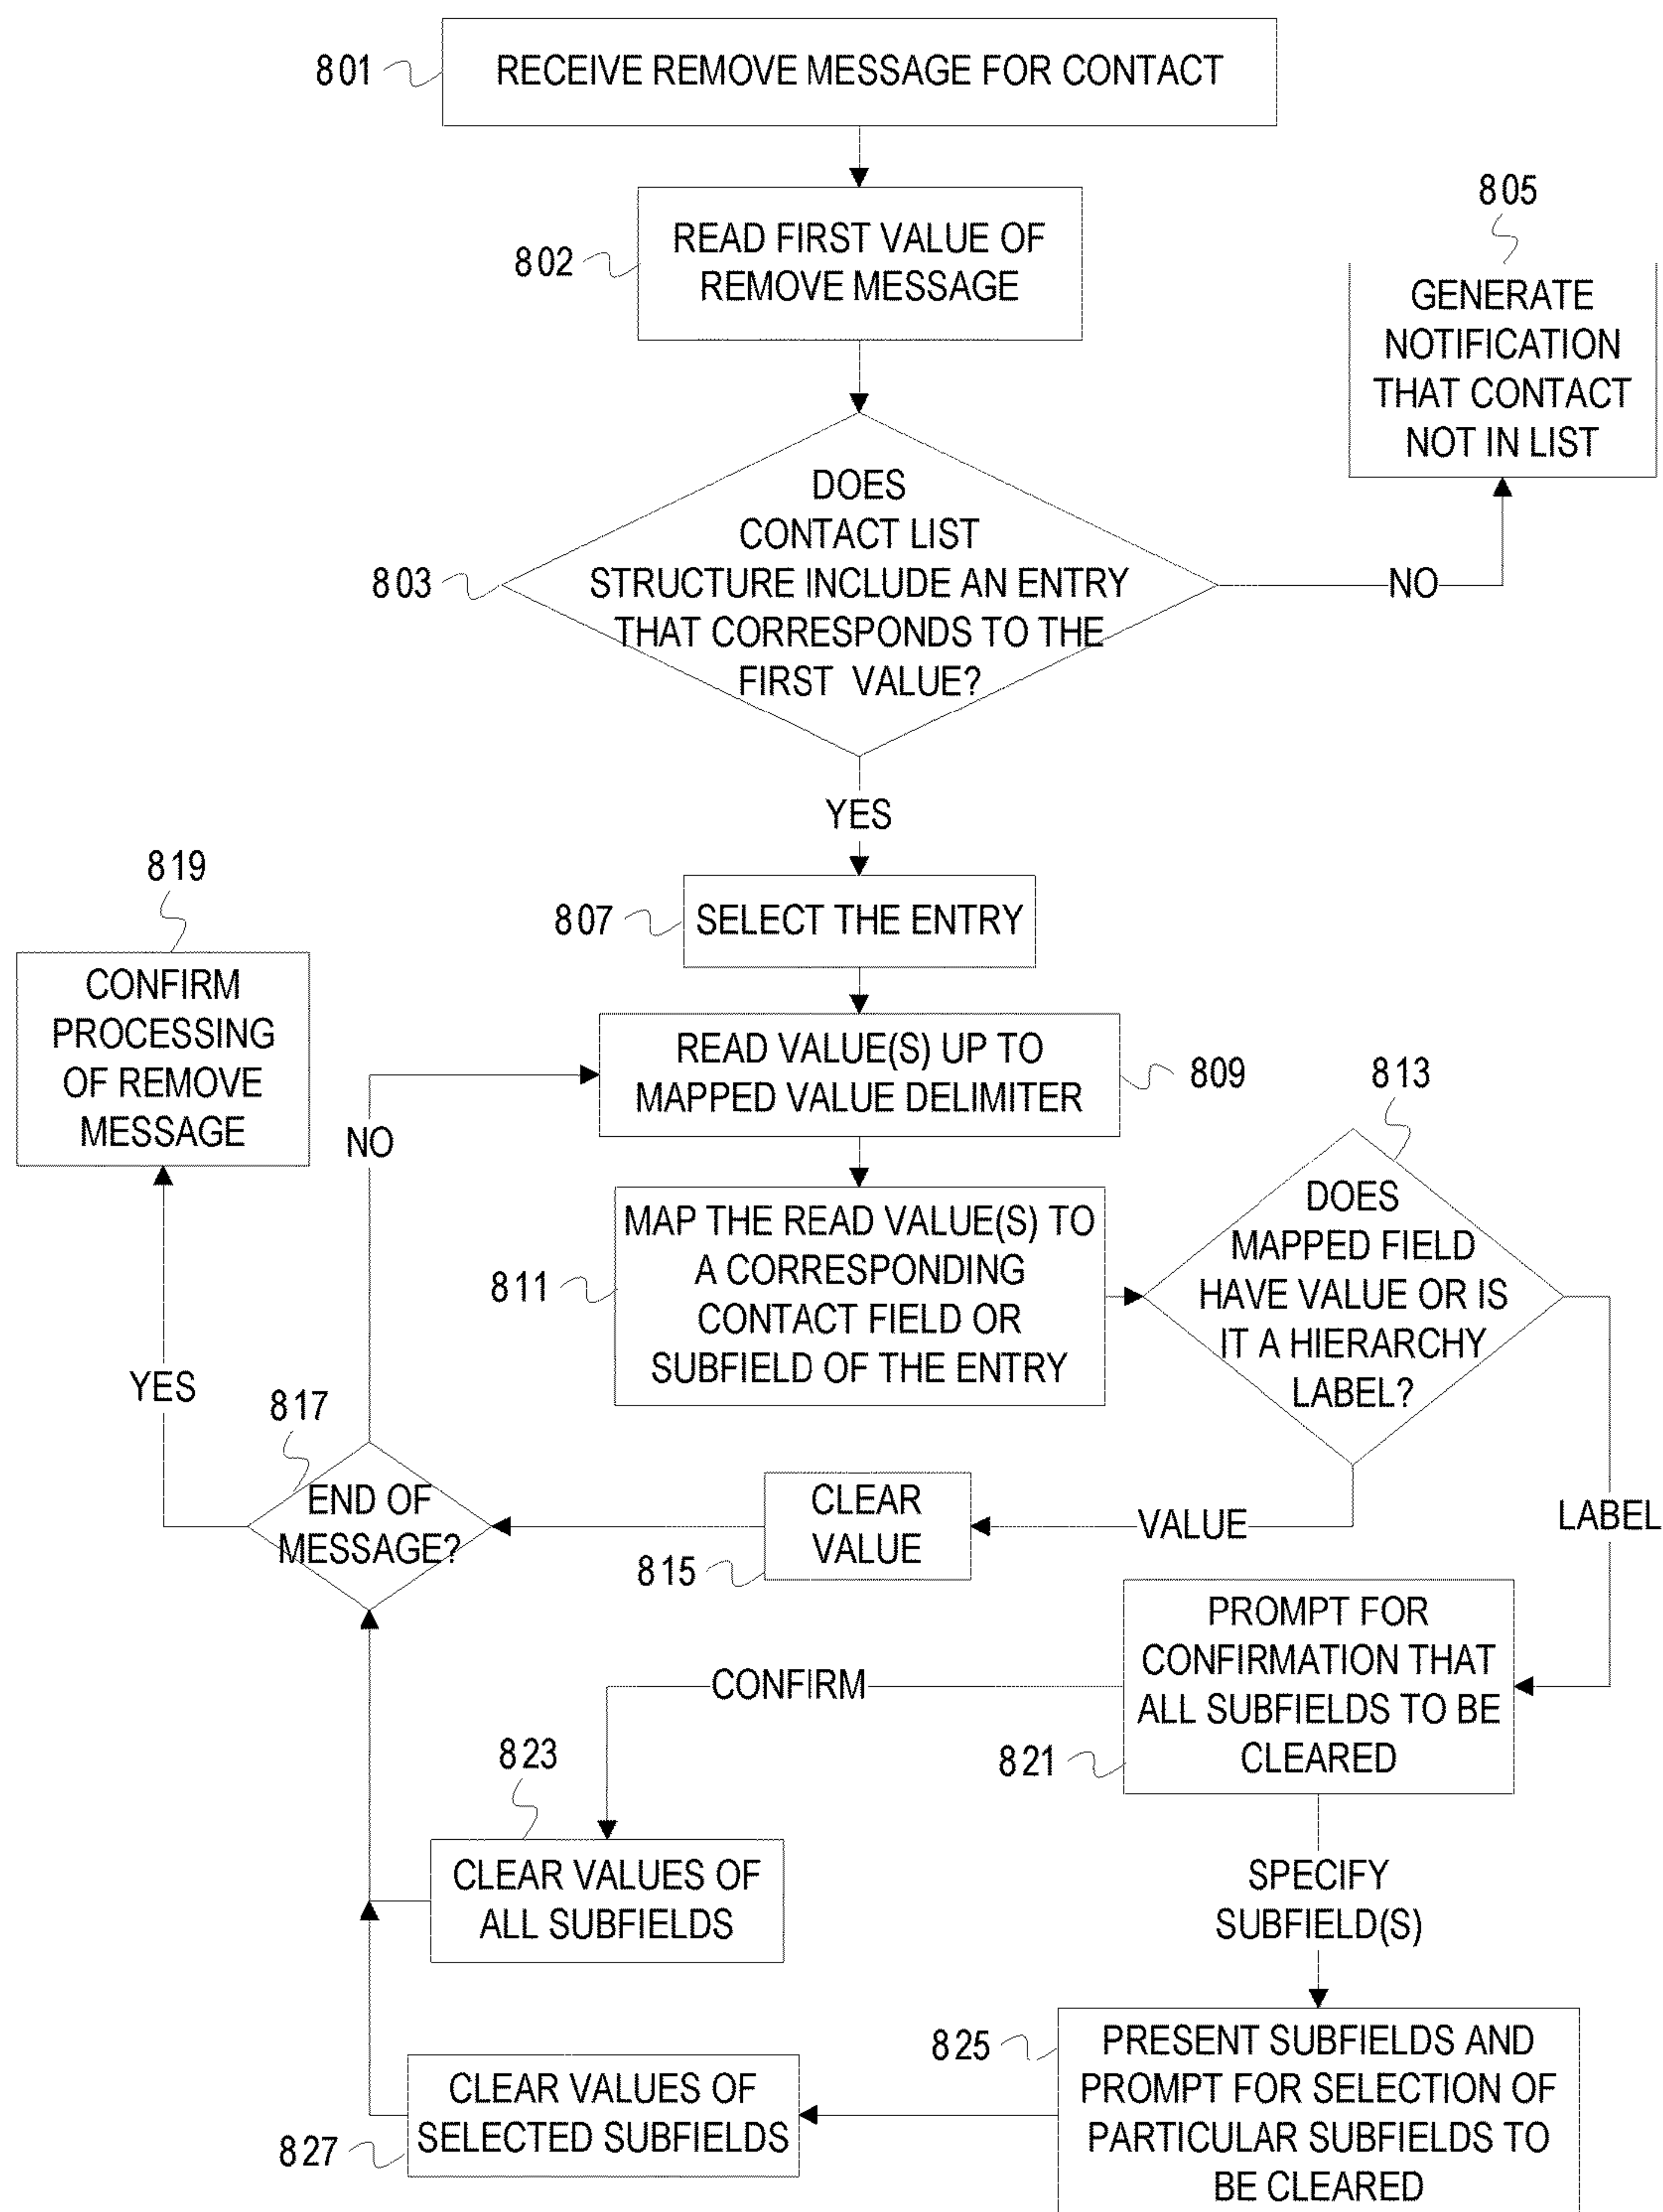 801
RECEIVE REMOVE MESSAGE FOR CONTACT
802
READ FIRST VALUE OF
REMOVE MESSAGE
805
GENERATE
NOTIFICATION
THAT CONTACT
NOT IN LIST
803
DOES
CONTACT LIST
STRUCTURE INCLUDE AN ENTRY
THAT CORRESPONDS TO THE
FIRST VALUE?
NO
YES
807
SELECT THE ENTRY
819
CONFIRM
PROCESSING
OF REMOVE
MESSAGE
READ VALUE(S) UP TO
MAPPED VALUE DELIMITER
809
NO
811
MAP THE READ VALUE(S) TO
A CORRESPONDING
CONTACT FIELD OR
SUBFIELD OF THE ENTRY
813
DOES
MAPPED FIELD
HAVE VALUE OR IS
IT A HIERARCHY
LABEL?
YES
817
END OF
MESSAGE?
CLEAR
VALUE
815
VALUE
LABEL
PROMPT FOR
CONFIRMATION THAT
ALL SUBFIELDS TO BE
CLEARED
821
CONFIRM
823
CLEAR VALUES OF
ALL SUBFIELDS
SPECIFY
SUBFIELD(S)
825
PRESENT SUBFIELDS AND
PROMPT FOR SELECTION OF
PARTICULAR SUBFIELDS TO
BE CLEARED
CLEAR VALUES OF
SELECTED SUBFIELDS
827